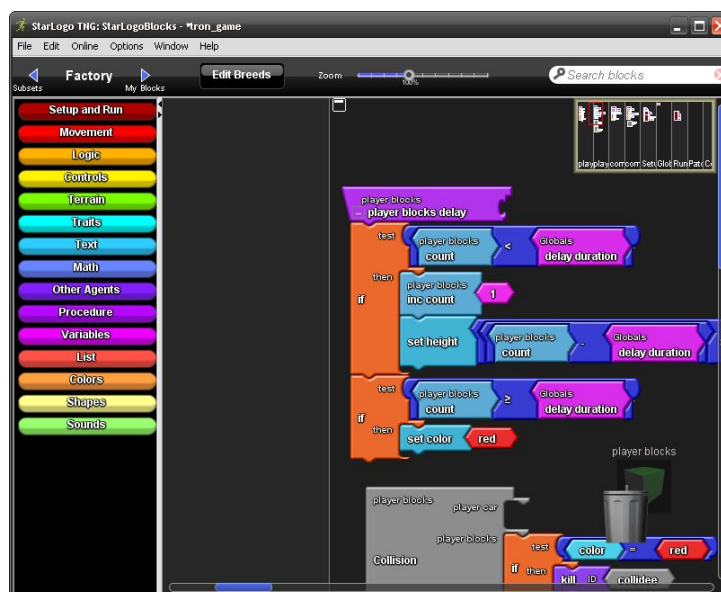 StarLogo TNG: StarLogoBlocks - *tron_game
File Edit Online Options Window Help
Factory
Subsets My Blocks
Edit Breeds
Zoom
100%
Search blocks
Setup and Run
Movement
Logic
Controls
Terrain
Traits
Text
Math
Other Agents
Procedure
Variables
List
Colors
Shapes
Sounds
player blocks
player blocks delay
test
player blocks
count
<
Globals
delay duration
if
then
player blocks
inc count
1
set height
player blocks
count
-
Globals
delay duration
test
player blocks
count
≥
Globals
delay duration
if
then
set color
red
player blocks
player blocks
player car
player blocks
Collision
test
color
=
red
if
then
kill ID
collidee